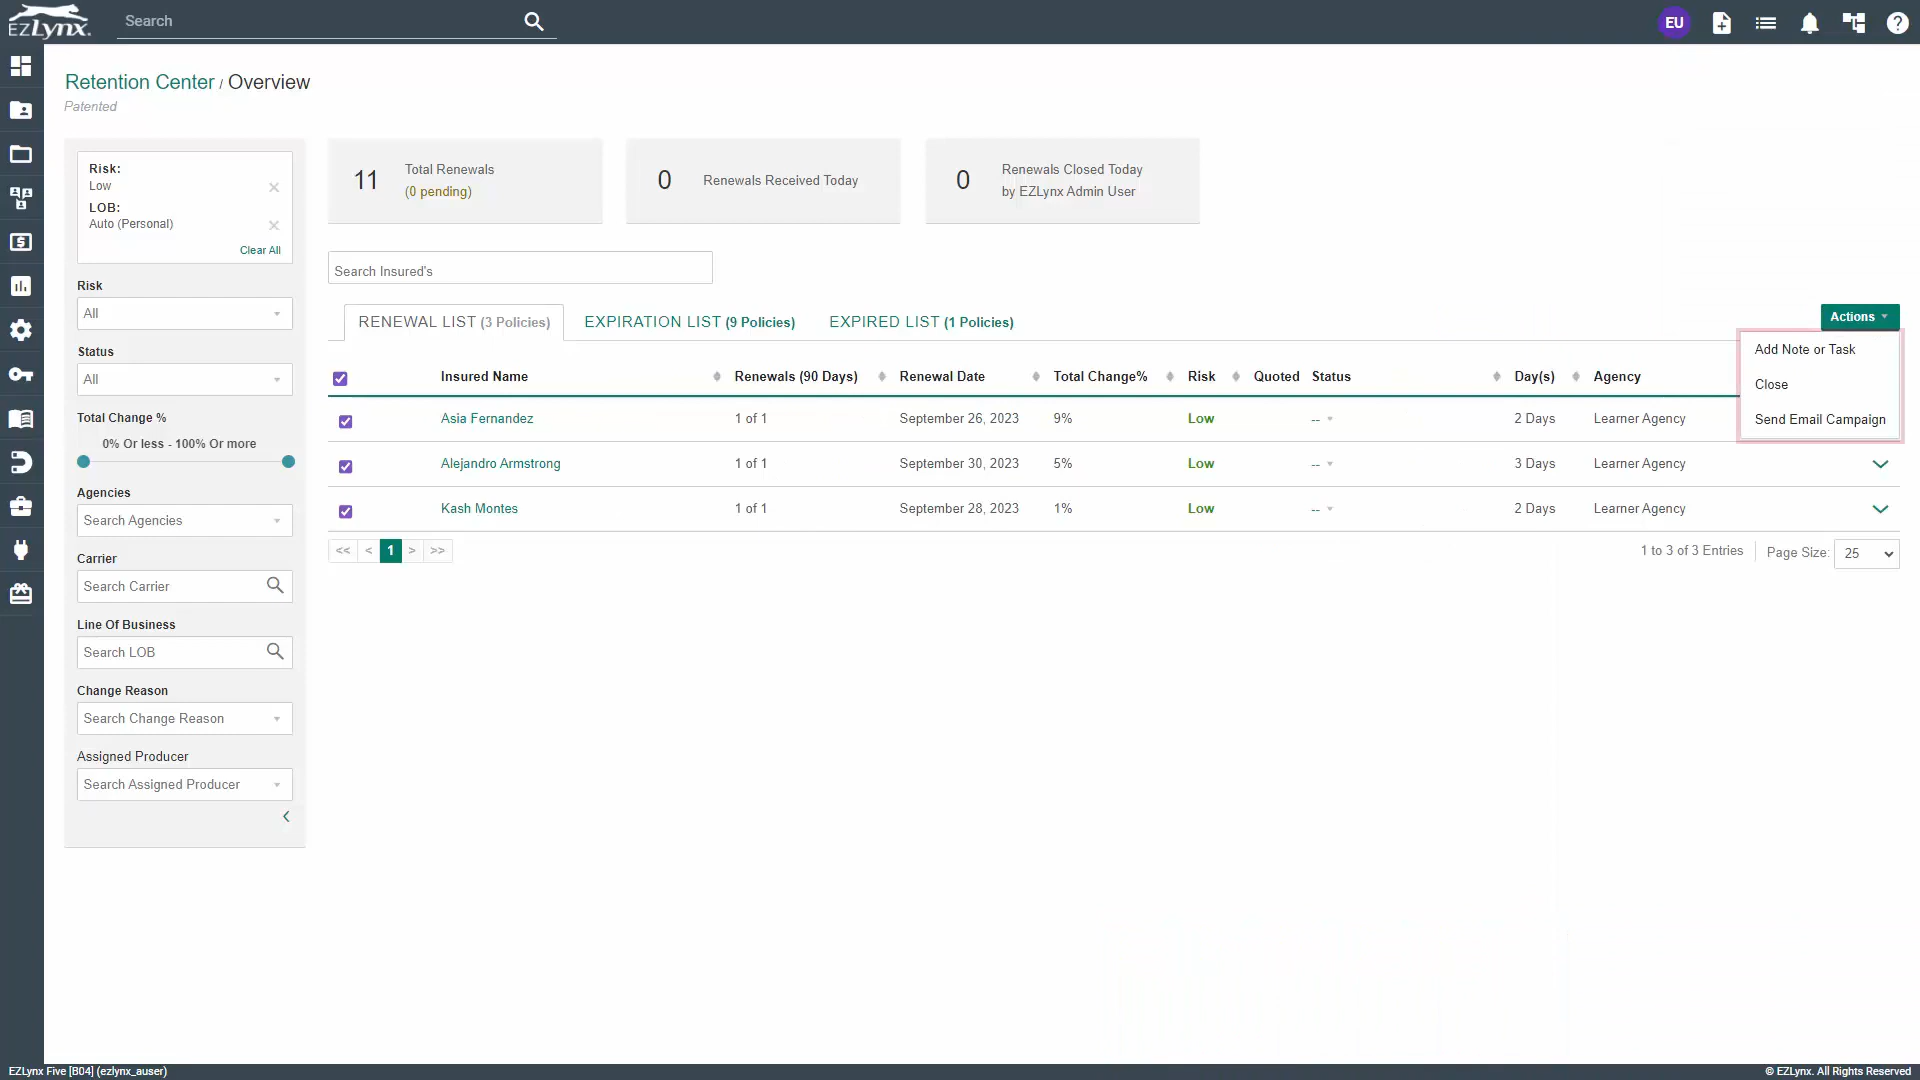 EZLynx.
Search
EU
Retention Center / Overview
Patented
Risk:
Low
LOB:
Auto (Personal)
Clear All
Risk
All
Status
All
Total Change %
0% Or less - 100% Or more
Agencies
Search Agencies
Carrier
Search Carrier
Line Of Business
Search LOB
Change Reason
Search Change Reason
Assigned Producer
Search Assigned Producer
11 Total Renewals
(0 pending)
0 Renewals Received Today
0 Renewals Closed Today
by EZLynx Admin User
Search Insured's
RENEWAL LIST (3 Policies) EXPIRATION LIST (9 Policies) EXPIRED LIST (1 Policies)
Actions
Add Note or Task
Close
Send Email Campaign
Insured Name Renewals (90 Days) Renewal Date Total Change% Risk Quoted Status Day(s) Agency
Asia Fernandez 1 of 1 September 26, 2023 9% Low -- 2 Days Learner Agency
Alejandro Armstrong 1 of 1 September 30, 2023 5% Low -- 3 Days Learner Agency
Kash Montes 1 of 1 September 28, 2023 1% Low -- 2 Days Learner Agency
<< < 1 > >> 1 to 3 of 3 Entries Page Size: 25
EZLynx Five [B04] (ezlynx_auser) © EZLynx. All Rights Reserved